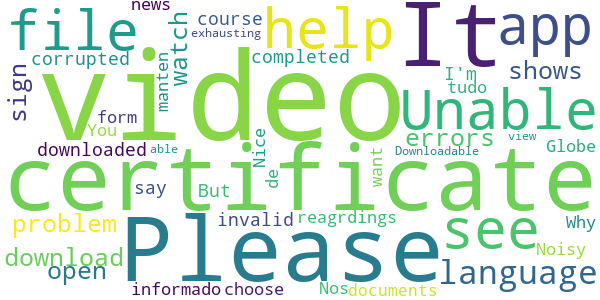 news
file
watch
course
exhausting
help
It
app
corrupted
completed
shows
sign
video
manten
I'm
tudo
Unable
form
You
errors
Globe
downloaded
able
Nice
de
want
Downloadable
view
certificate
say
But
problem
Please
invalid
reagrdings
see
Why
download
open
Noisy
language
informado
choose
Nos
documents